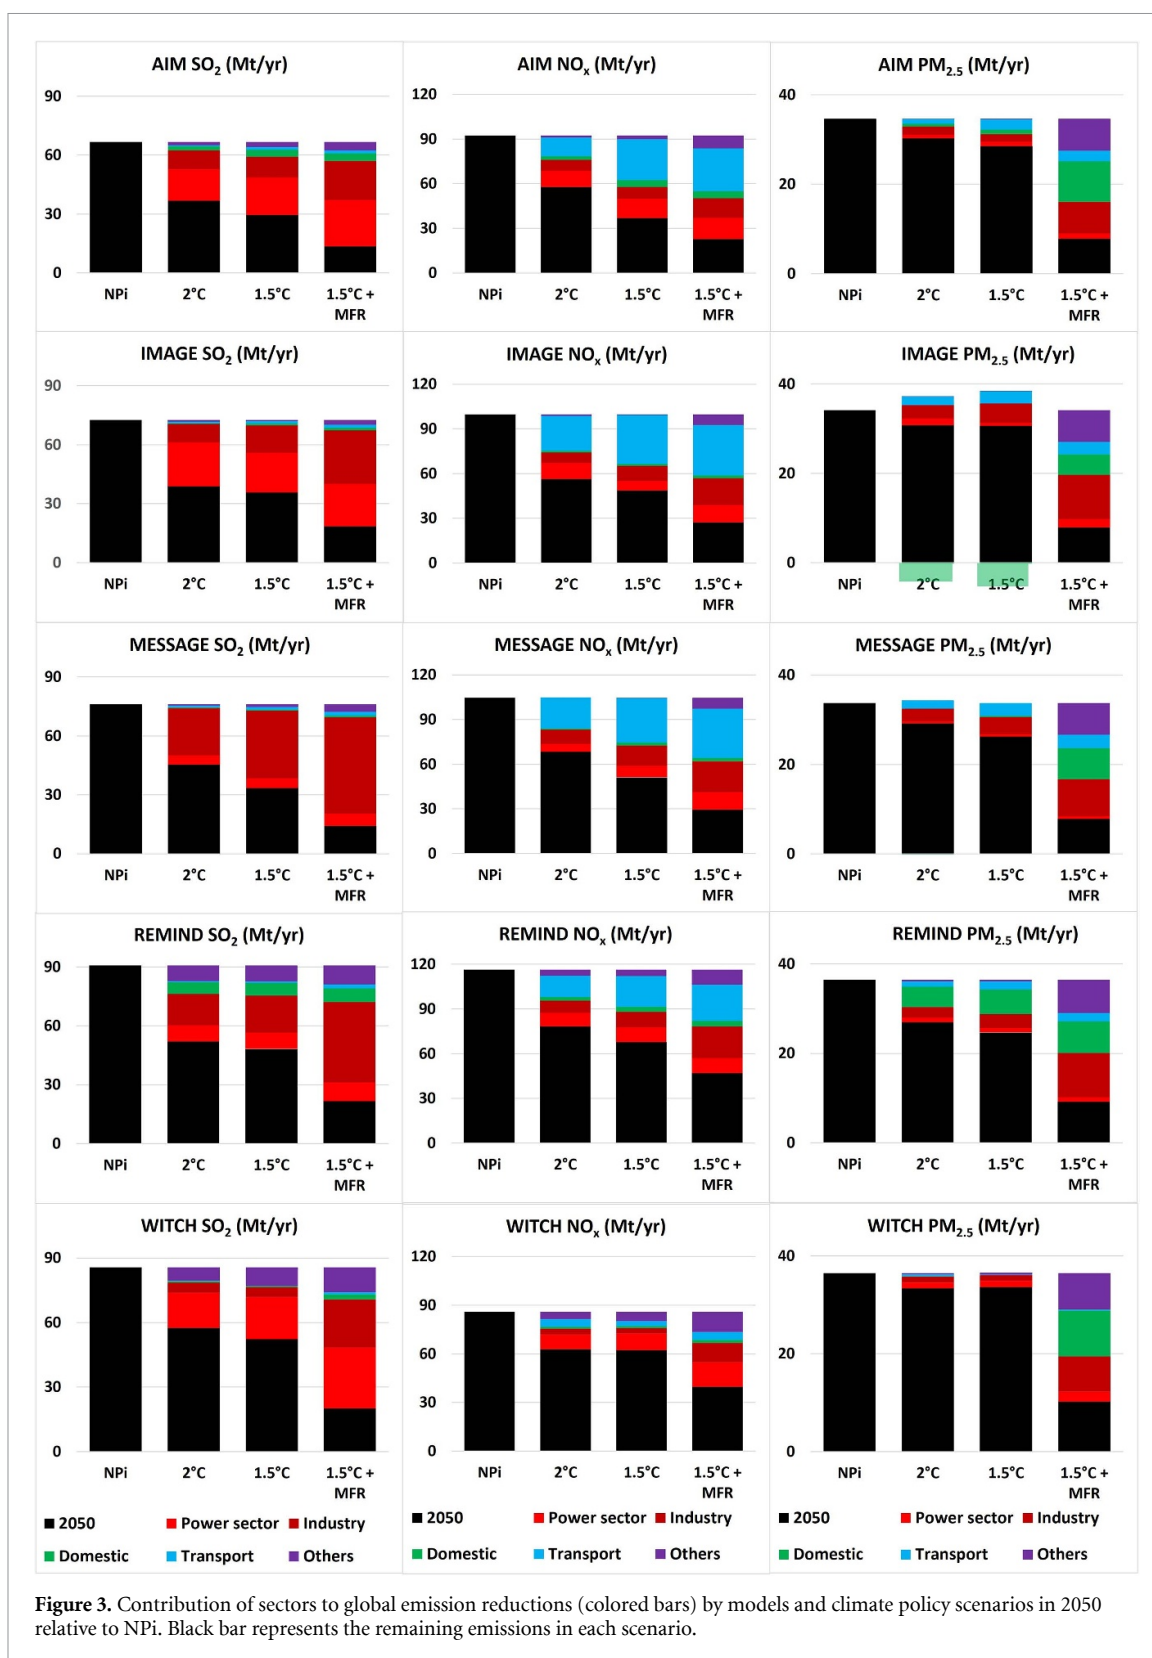 AIM SO2 (Mt/yr)
90
60
30
0
NPi 2°C 1.5°C 1.5°C +
MFR
AIM NOx (Mt/yr)
120
90
60
30
0
NPi 2°C 1.5°C 1.5°C +
MFR
AIM PM2.5 (Mt/yr)
40
20
0
NPi 2°C 1.5°C 1.5°C +
MFR
IMAGE SO2 (Mt/yr)
90
60
30
0
NPi 2°C 1.5°C 1.5°C +
MFR
IMAGE NOx (Mt/yr)
120
90
60
30
0
NPi 2°C 1.5°C 1.5°C +
MFR
IMAGE PM2.5 (Mt/yr)
40
20
0
NPi 2°C 1.5°C 1.5°C +
MFR
MESSAGE SO2 (Mt/yr)
90
60
30
0
NPi 2°C 1.5°C 1.5°C +
MFR
MESSAGE NOx (Mt/yr)
120
90
60
30
0
NPi 2°C 1.5°C 1.5°C +
MFR
MESSAGE PM2.5 (Mt/yr)
40
20
0
NPi 2°C 1.5°C 1.5°C +
MFR
REMIND SO2 (Mt/yr)
90
60
30
0
NPi 2°C 1.5°C 1.5°C +
MFR
REMIND NOx (Mt/yr)
120
90
60
30
0
NPi 2°C 1.5°C 1.5°C +
MFR
REMIND PM2.5 (Mt/yr)
40
20
0
NPi 2°C 1.5°C 1.5°C +
MFR
WITCH SO2 (Mt/yr)
90
60
30
0
NPi 2°C 1.5°C 1.5°C +
MFR
2050 Power sector Industry
Domestic Transport Others
WITCH NOx (Mt/yr)
120
90
60
30
0
NPi 2°C 1.5°C 1.5°C +
MFR
2050 Power sector Industry
Domestic Transport Others
WITCH PM2.5 (Mt/yr)
40
20
0
NPi 2°C 1.5°C 1.5°C +
MFR
2050 Power sector Industry
Domestic Transport Others
Figure 3. Contribution of sectors to global emission reductions (colored bars) by models and climate policy scenarios in 2050
relative to NPi. Black bar represents the remaining emissions in each scenario.